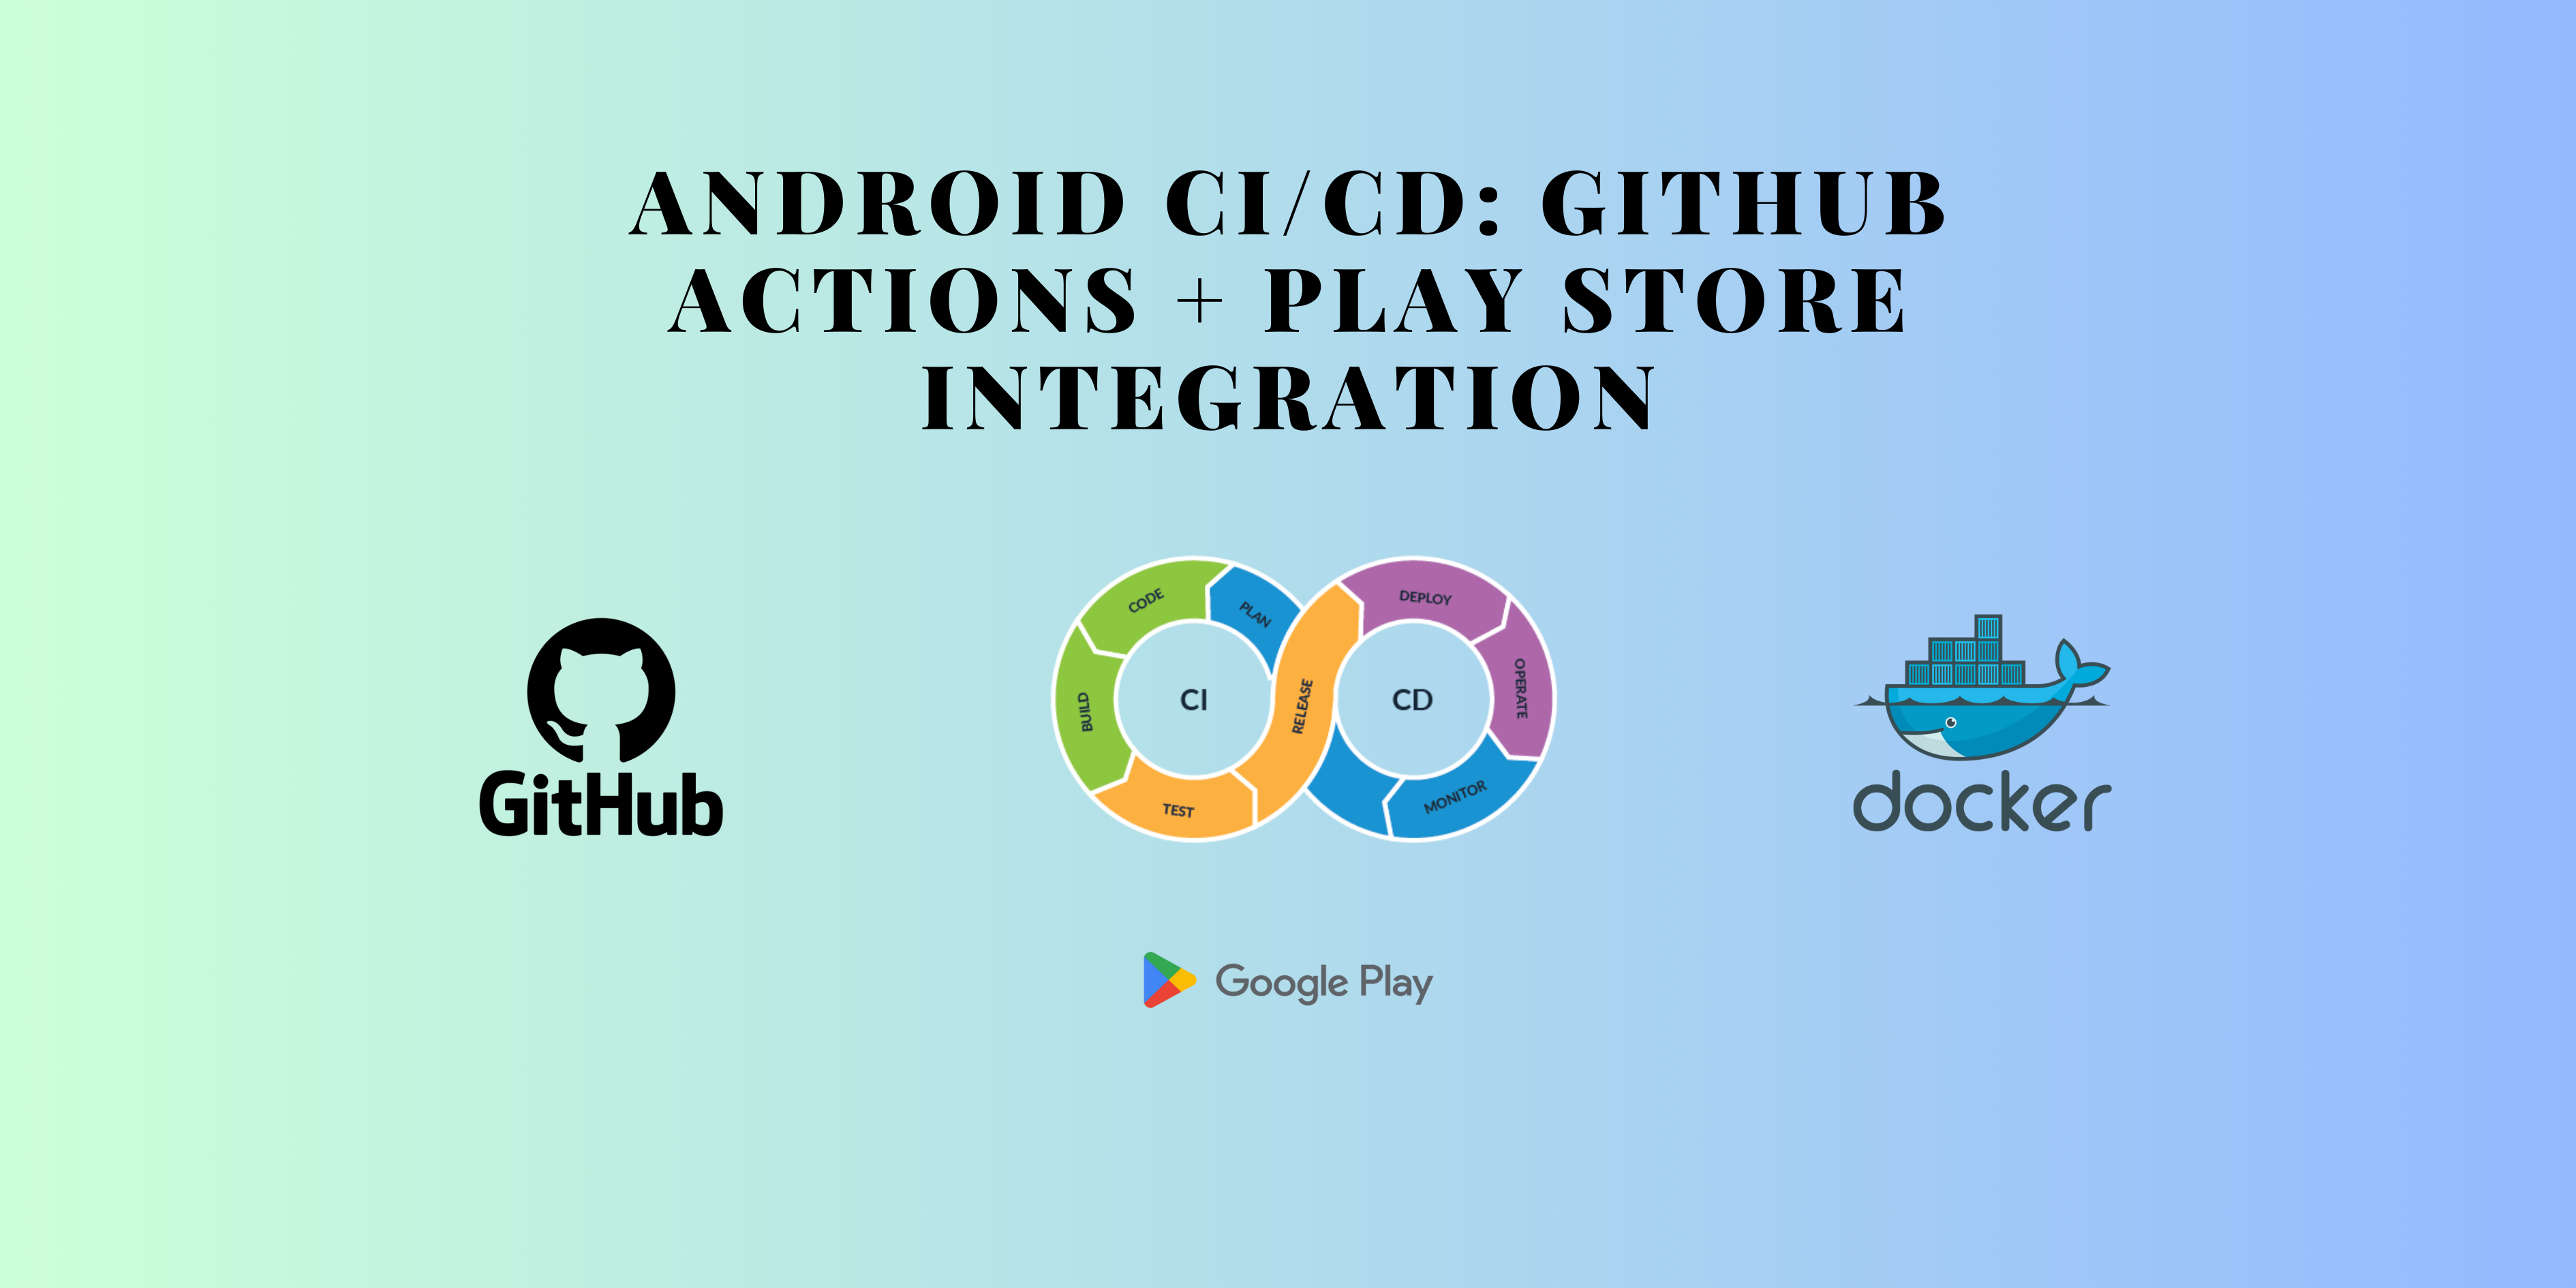 ANDROID CI/CD: GITHUB
ACTIONS + PLAY STORE
INTEGRATION
GitHub
CODE
PLAN
BUILD
CI
TEST
RELEASE
DEPLOY
OPERATE
CD
MONITOR
docker
Google Play